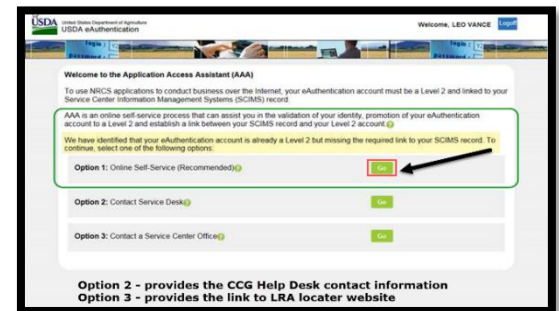 USDA United States Department of Agriculture
USDA eAuthentication
Welcome, LEO VANCE Logoff
Login :
Login :
Password :
Password :
Welcome to the Application Access Assistant (AAA)
To use NRCS applications to conduct business over the Internet, your eAuthentication account must be a Level 2 and linked to your
Service Center Information Management Systems (SCIMS) record.
AAA is an online self-service process that can assist you in the validation of your identity, promotion of your eAuthentication
account to a Level 2 and establish a link between your SCIMS record and your Level 2 account.
We have identified that your eAuthentication account is already a Level 2 but missing the required link to your SCIMS record. To
continue, select one of the following options:
Option 1: Online Self-Service (Recommended) Go
Option 2: Contact Service Desk Go
Option 3: Contact a Service Center Office Go
Option 2 - provides the CCG Help Desk contact information
Option 3 - provides the link to LRA locater website